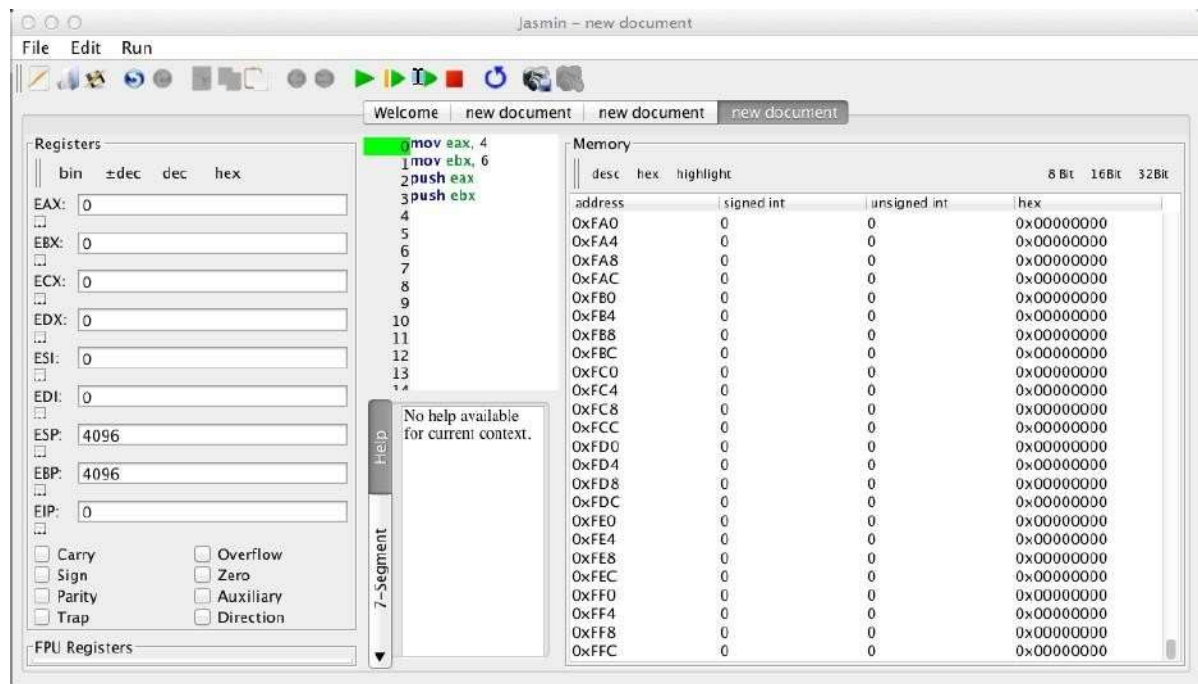 Jasmin – new document
File Edit Run
Welcome new document new document new document
Registers
bin ±dec dec hex
EAX: 0
EBX: 0
ECX: 0
EDX: 0
ESI: 0
EDI: 0
ESP: 4096
EBP: 4096
EIP: 0
Carry Overflow
Sign Zero
Parity Auxiliary
Trap Direction
FPU Registers
0 mov eax, 4
1 mov ebx, 6
2 push eax
3 push ebx
4
5
6
7
8
9
10
11
12
13
14
Help
7-Segment
No help available
for current context.
Memory
desc hex highlight 8 Bit 16Bit 32Bit
address signed int unsigned int hex
0xFA0 0 0 0x00000000
0xFA4 0 0 0x00000000
0xFA8 0 0 0x00000000
0xFAC 0 0 0x00000000
0xFB0 0 0 0x00000000
0xFB4 0 0 0x00000000
0xFB8 0 0 0x00000000
0xFBC 0 0 0x00000000
0xFC0 0 0 0x00000000
0xFC4 0 0 0x00000000
0xFC8 0 0 0x00000000
0xFCC 0 0 0x00000000
0xFD0 0 0 0x00000000
0xFD4 0 0 0x00000000
0xFD8 0 0 0x00000000
0xFDC 0 0 0x00000000
0xFE0 0 0 0x00000000
0xFE4 0 0 0x00000000
0xFE8 0 0 0x00000000
0xFEC 0 0 0x00000000
0xFF0 0 0 0x00000000
0xFF4 0 0 0x00000000
0xFF8 0 0 0x00000000
0xFFC 0 0 0x00000000